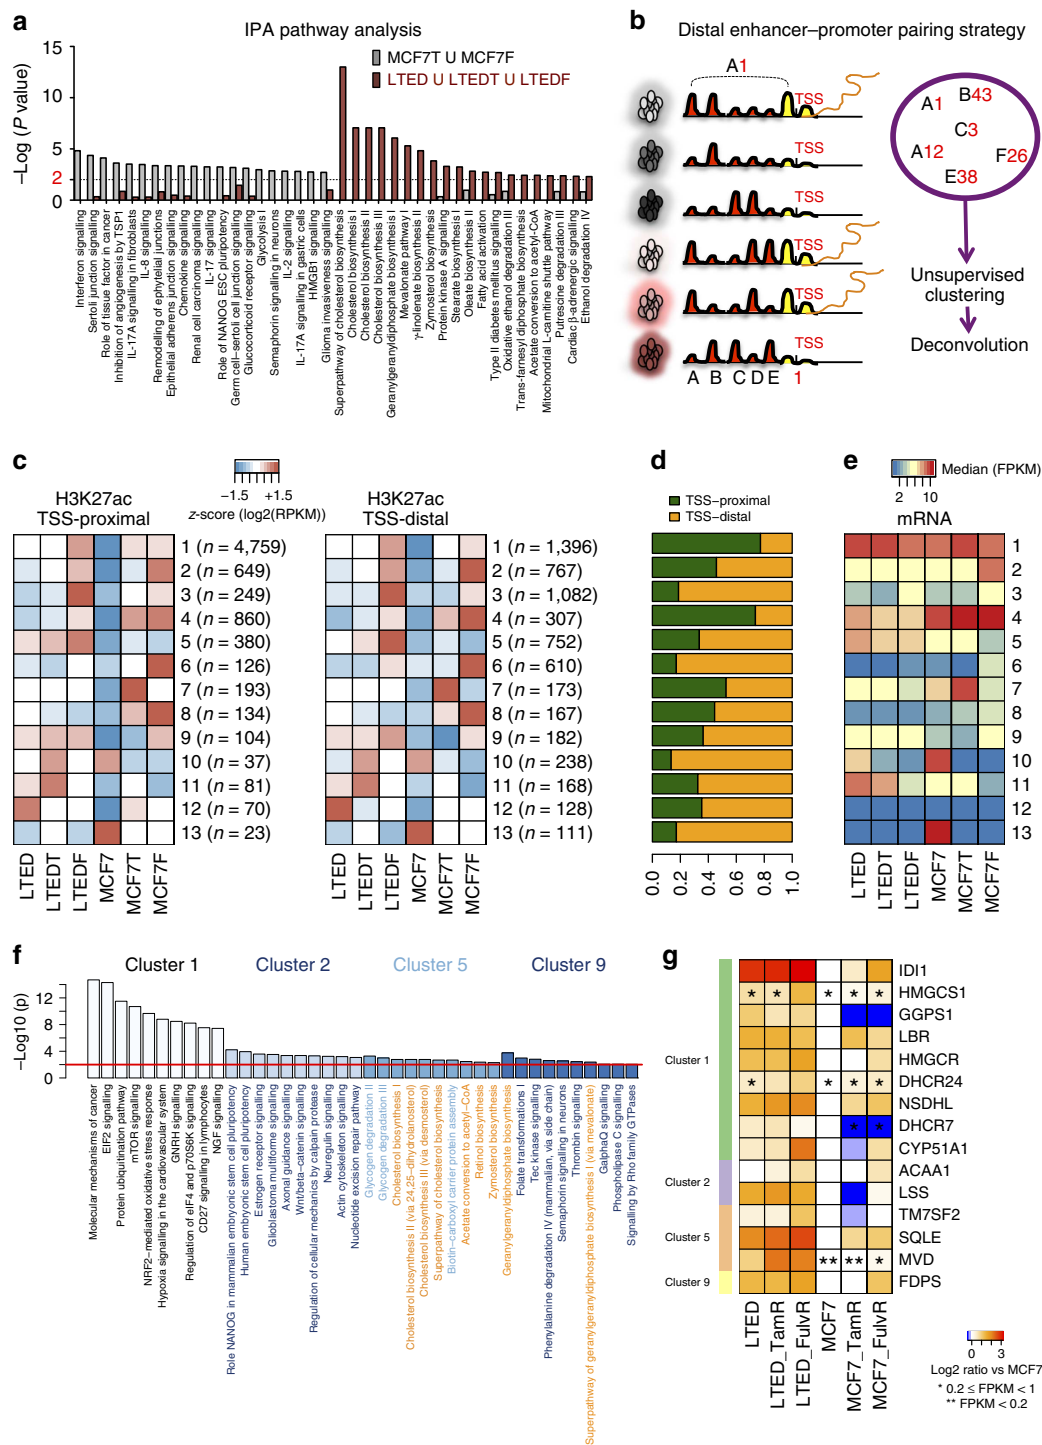 a
IPA pathway analysis
MCF7T U MCF7F
LTED U LTEDT U LTEDF
–Log (P value)
15
10
5
2
0
Interferon signalling
Sertoli junction signalling
Role of tissue factor in cancer
Inhibition of angiogenesis by TSP1
IL-17A signalling in fibroblasts
IL-8 signalling
Remodelling of epithelial junctions
Epithelial adherens junction signalling
Chemokine signalling
Renal cell carcinoma signalling
IL-17 signalling
Role of NANOG ESC pluripotency
Germ cell–sertoli cell junction signalling
Glucocorticoid receptor signalling
Glycolysis I
Semaphorin signalling in neurons
IL-2 signalling
IL-17A signalling in gastric cells
HMGB1 signalling
Glioma invasiveness signalling
Superpathway of cholesterol biosynthesis
Cholesterol biosynthesis I
Cholesterol biosynthesis II
Cholesterol biosynthesis III
Geranylgeranyldiphosphate biosynthesis I
Mevalonate pathway I
γ-linolenate biosynthesis II
Zymosterol biosynthesis
Protein kinase A signalling
Stearate biosynthesis I
Oleate biosynthesis II
Fatty acid activation
Type II diabetes mellitus signalling
Oxidative ethanol degradation III
Trans-farnesyl diphosphate biosynthesis
Acetate conversion to acetyl-CoA
Mitochondrial L-carnitine shuttle pathway
Putrescine degradation III
Cardiac β-adrenergic signalling
Ethanol degradation IV
b
Distal enhancer–promoter pairing strategy
A1
TSS
TSS
TSS
TSS
TSS
TSS
A B C D E 1
A1 B43
C3
A12 F26
E38
Unsupervised
clustering
Deconvolution
c
H3K27ac
TSS-proximal
–1.5 +1.5
z-score (log2(RPKM))
H3K27ac
TSS-distal
1 (n = 4,759)
2 (n = 649)
3 (n = 249)
4 (n = 860)
5 (n = 380)
6 (n = 126)
7 (n = 193)
8 (n = 134)
9 (n = 104)
10 (n = 37)
11 (n = 81)
12 (n = 70)
13 (n = 23)
LTED
LTEDT
LTEDF
MCF7
MCF7T
MCF7F
1 (n = 1,396)
2 (n = 767)
3 (n = 1,082)
4 (n = 307)
5 (n = 752)
6 (n = 610)
7 (n = 173)
8 (n = 167)
9 (n = 182)
10 (n = 238)
11 (n = 168)
12 (n = 128)
13 (n = 111)
LTED
LTEDT
LTEDF
MCF7
MCF7T
MCF7F
d
TSS–proximal
TSS–distal
0.0
0.2
0.4
0.6
0.8
1.0
e
Median (FPKM)
2 10
mRNA
1
2
3
4
5
6
7
8
9
10
11
12
13
LTED
LTEDT
LTEDF
MCF7
MCF7T
MCF7F
f
Cluster 1
Cluster 2
Cluster 5
Cluster 9
–Log10 (p)
12
8
4
0
Molecular mechanisms of cancer
EIF2 signalling
Protein ubiquitination pathway
mTOR signalling
NRF2–mediated oxidative stress response
Hypoxia signalling in the cardiovascular system
GNRH signalling
Regulation of eIF4 and p70S6K signalling
CD27 signalling in lymphocytes
NGF signalling
Role NANOG in mammalian embryonic stem cell pluripotency
Human embryonic stem cell pluripotency
Estrogen receptor signalling
Glioblastoma multiforme signalling
Axonal guidance signalling
Wnt/beta–catenin signalling
Regulation of cellular mechanics by calpain protease
Neuregulin signalling
Actin cytoskeleton signalling
Nucleotide excision repair pathway
Glycogen degradation II
Glycogen degradation III
Cholesterol biosynthesis I
Cholesterol biosynthesis II (via 24,25–dihydrolanosterol)
Cholesterol biosynthesis III (via desmosterol)
Superpathway of cholesterol biosynthesis
Biotin–carboxyl carrier protein assembly
Acetate conversion to acetyl–CoA
Retinol biosynthesis
Zymosterol biosynthesis
Geranylgeranyldiphosphate biosynthesis
Folate transformations I
Tec kinase signalling
Phenylalanine degradation IV (mammalian, via side chain)
Semaphorin signalling in neurons
Thrombin signalling
Superpathway of geranylgeranyldiphosphate biosynthesis I (via mevalonate)
GalphaQ signalling
Phospholipase C signalling
Signalling by Rho family GTPases
g
Cluster 1
Cluster 2
Cluster 5
Cluster 9
IDI1
* * * * * HMGCS1
GGPS1
LBR
HMGCR
* * * * DHCR24
NSDHL
* * DHCR7
CYP51A1
ACAA1
LSS
TM7SF2
SQLE
** ** * MVD
FDPS
LTED
LTED_TamR
LTED_FulvR
MCF7
MCF7_TamR
MCF7_FulvR
0 3
Log2 ratio vs MCF7
* 0.2 ≤ FPKM < 1
** FPKM < 0.2